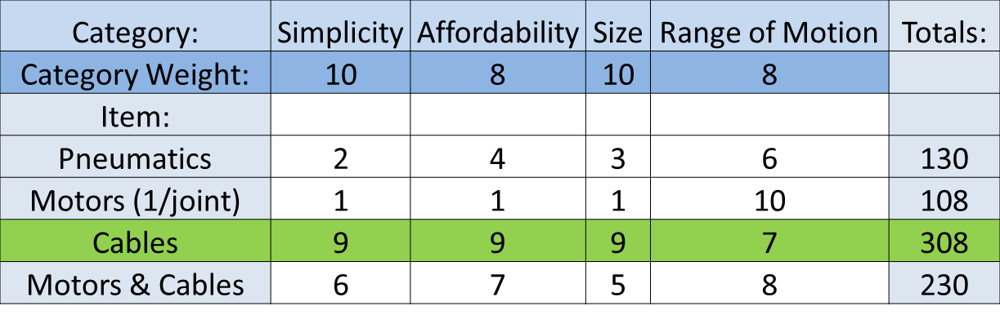 Category: Simplicity Affordability Size Range of Motion Totals:
Category Weight: 10 8 10 8
Item:
Pneumatics 2 4 3 6 130
Motors (1/joint) 1 1 1 10 108
Cables 9 9 9 7 308
Motors & Cables 6 7 5 8 230